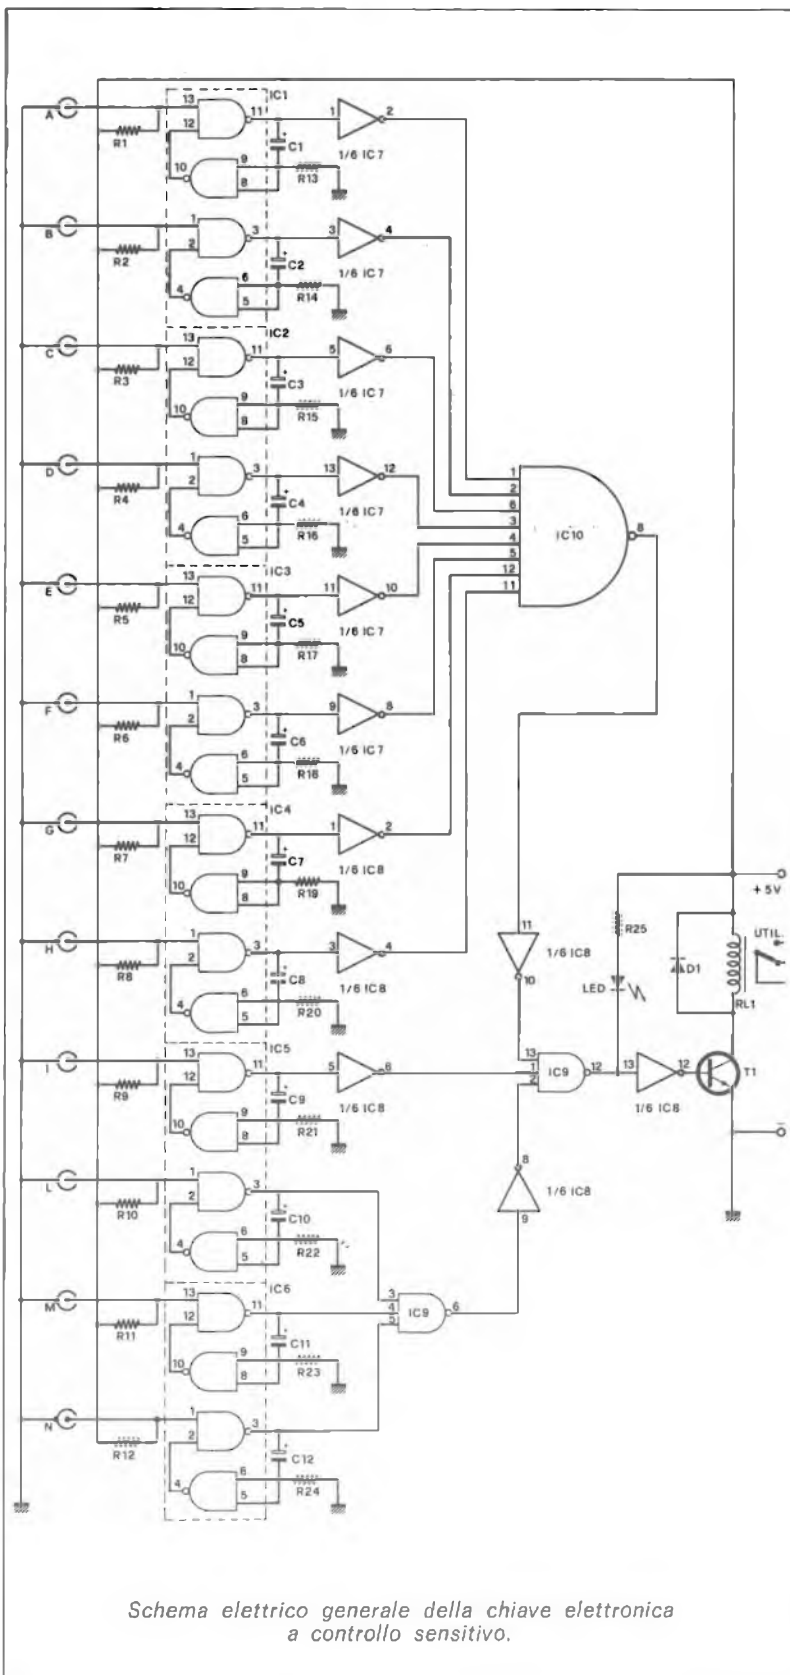 IC1
A
13
12
11
1
2
C1
1/6 IC7
R1
10
9
8
R13
B
1
2
3
3
4
C2
1/6 IC7
R2
4
6
5
R14
IC2
C
13
12
11
5
6
C3
1/6 IC7
R3
10
9
8
R15
D
1
2
3
13
12
C4
1/6 IC7
R4
4
6
5
R16
IC3
E
13
12
11
11
10
C5
1/6 IC7
R5
10
9
8
R17
F
1
2
3
9
8
C6
1/6 IC7
R6
4
6
5
R18
IC4
G
13
12
11
1
2
C7
1/6 IC8
R7
10
9
8
R19
H
1
2
3
3
4
C8
1/6 IC8
R8
4
6
5
R20
IC5
I
13
12
11
5
6
C9
1/6 IC8
R9
10
9
8
R21
L
1
2
3
C10
R10
4
6
5
R22
IC6
M
13
12
11
C11
R11
10
9
8
R23
N
1
2
3
C12
R12
4
6
5
R24
1
2
6
3
4
5
12
11
IC10
8
11
1/6 IC8
10
13
1
2
IC9
12
13
12
1/6 IC8
T1
R25
LED
D1
RL1
UTIL.
+ 5V
-
8
1/6 IC8
9
3
4
5
IC9
6
Schema elettrico generale della chiave elettronica
a controllo sensitivo.